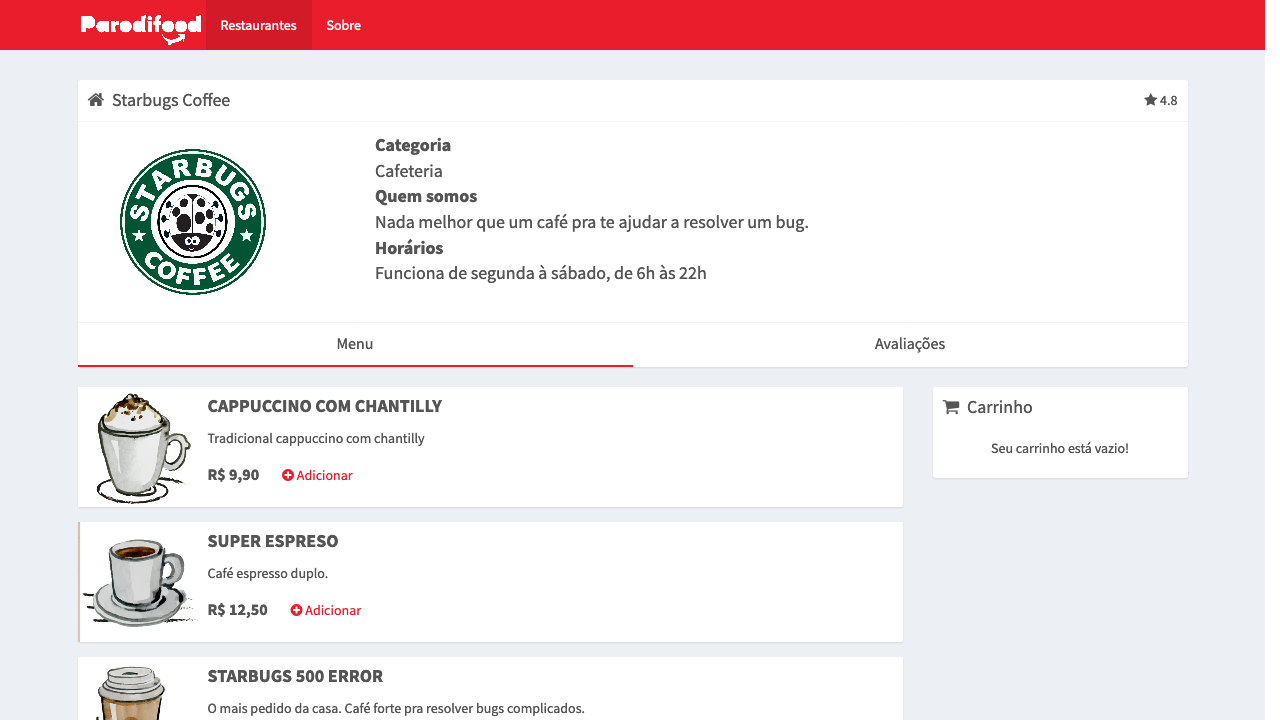 Parodifood
Restaurantes
Sobre
Starbugs Coffee
4.8
STARBUGS
COFFEE
Categoria
Cafeteria
Quem somos
Nada melhor que um café pra te ajudar a resolver um bug.
Horários
Funciona de segunda à sábado, de 6h às 22h
Menu
Avaliações
CAPPUCCINO COM CHANTILLY
Tradicional cappuccino com chantilly
R$ 9,90 Adicionar
Carrinho
Seu carrinho está vazio!
SUPER ESPRESO
Café espresso duplo.
R$ 12,50 Adicionar
STARBUGS 500 ERROR
O mais pedido da casa. Café forte pra resolver bugs complicados.